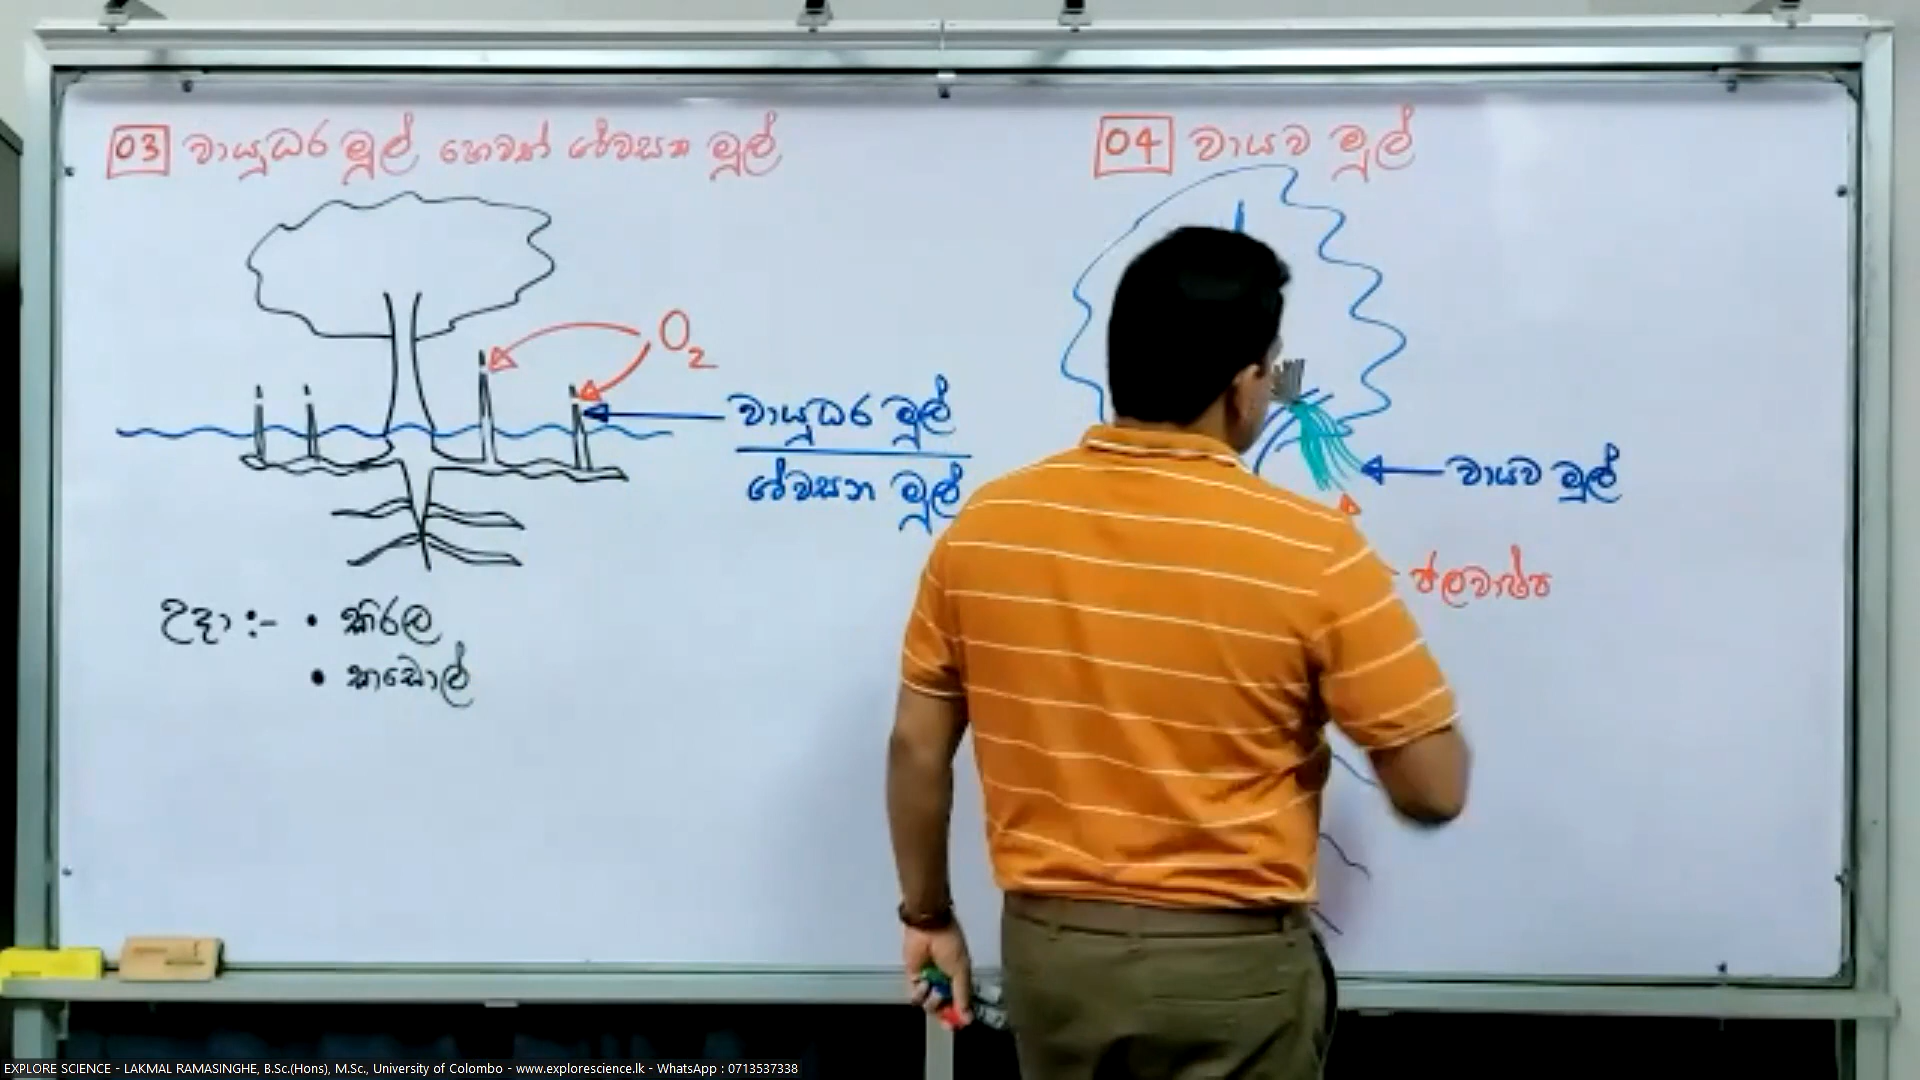 03 වායුධර මූල් හෙවත් ශ්වසන මූල්
O2
වායුධර මූල්
ශ්වසන මූල්
උදා :- • කිරල
• කඩොල්
04 වායව මූල්
වායව මූල්
ජලවාෂ්ප
EXPLORE SCIENCE - LAKMAL RAMASINGHE, B.Sc.(Hons), M.Sc., University of Colombo - www.explorescience.lk - WhatsApp : 0713537338